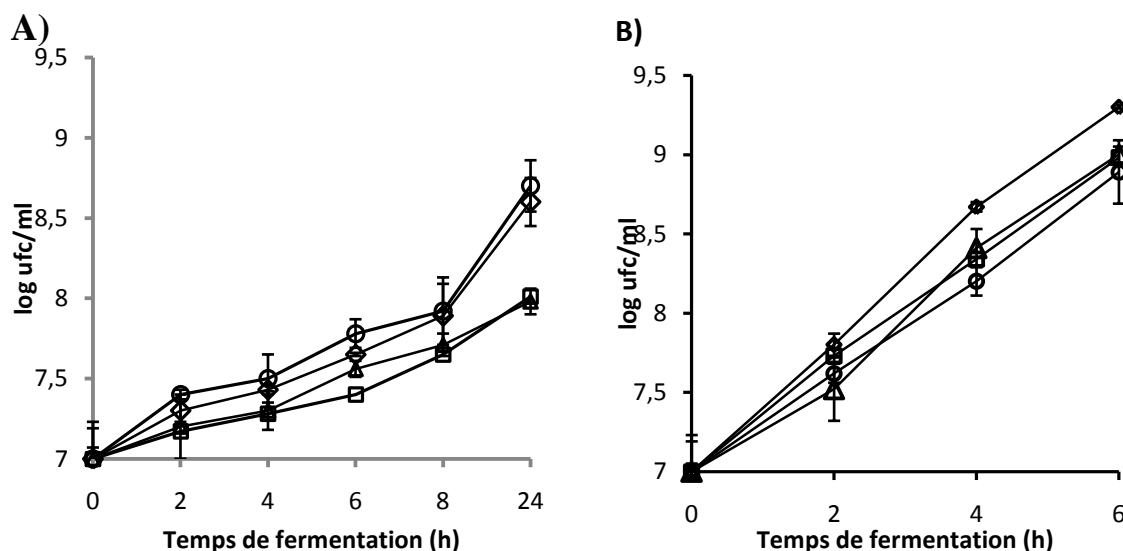 A)
9,5
9
8,5
8
7,5
7
log ufc/ml
0 2 4 6 8 24
Temps de fermentation (h)
B)
9,5
9
8,5
8
7,5
7
log ufc/ml
0 2 4 6
Temps de fermentation (h)